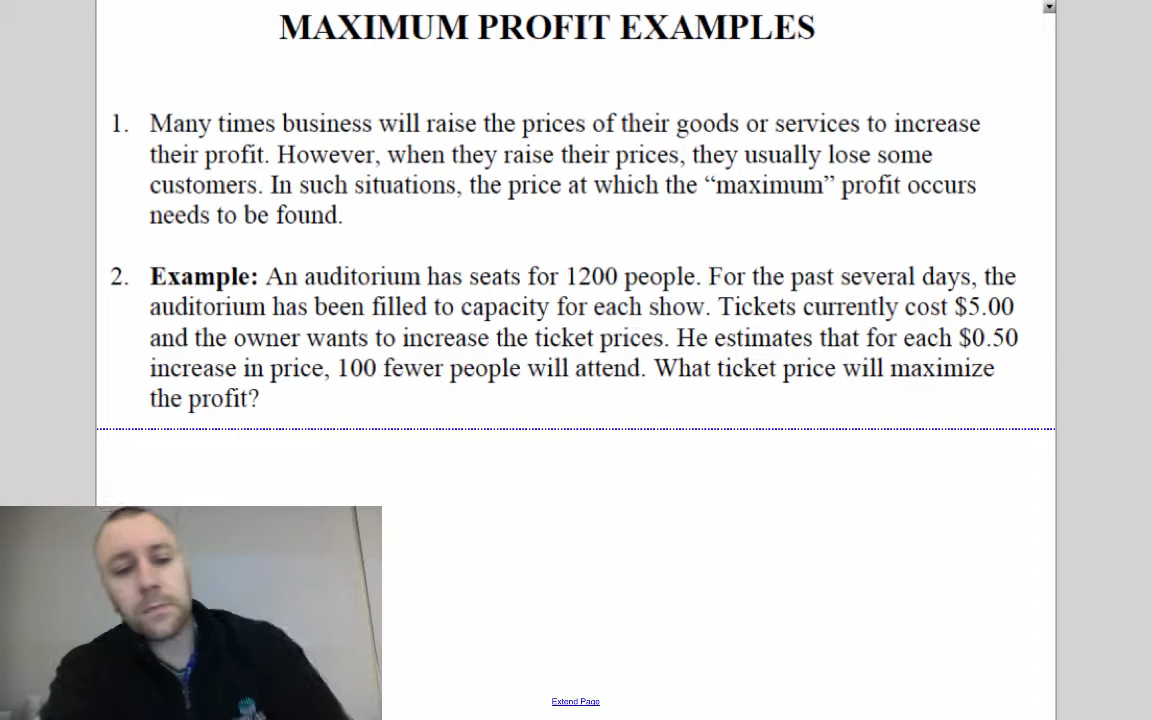 MAXIMUM PROFIT EXAMPLES
1. Many times business will raise the prices of their goods or services to increase
their profit. However, when they raise their prices, they usually lose some
customers. In such situations, the price at which the “maximum” profit occurs
needs to be found.
2. Example: An auditorium has seats for 1200 people. For the past several days, the
auditorium has been filled to capacity for each show. Tickets currently cost $5.00
and the owner wants to increase the ticket prices. He estimates that for each $0.50
increase in price, 100 fewer people will attend. What ticket price will maximize
the profit?
Extend Page